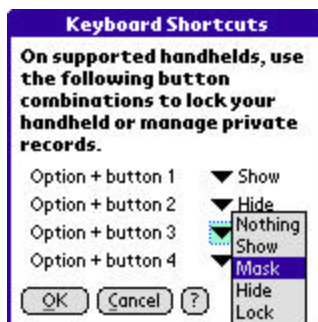 Keyboard Shortcuts
On supported handhelds, use
the following button
combinations to lock your
handheld or manage private
records.
Option + button 1 Show
Option + button 2 Hide
Option + button 3
Option + button 4
Nothing
Show
Mask
Hide
Lock
OK Cancel ?